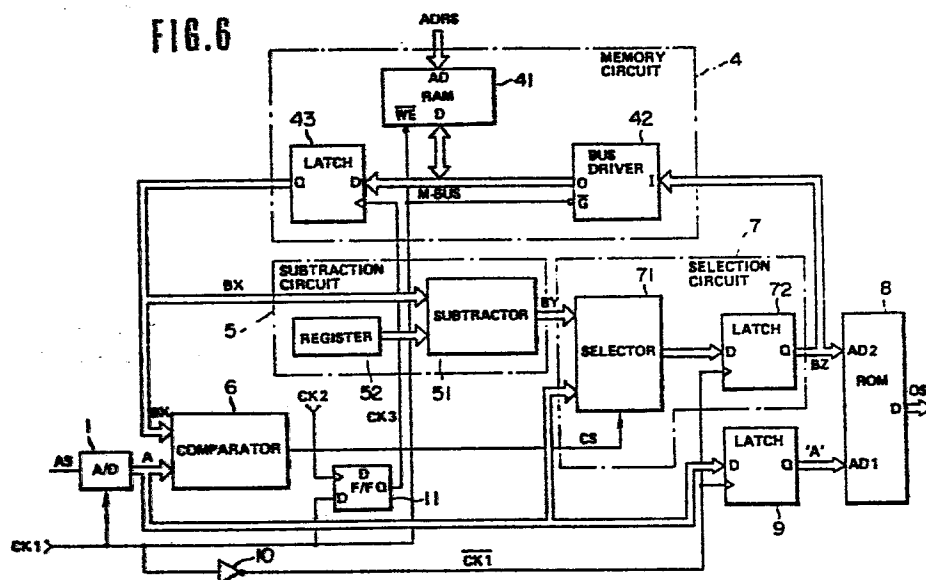 FIG.6
ADRS
MEMORY CIRCUIT
4
AD
RAM
WE D
41
43
LATCH
Q D
42
BUS DRIVER
O I
G
M-BUS
7
SUBTRACTION CIRCUIT
SELECTION CIRCUIT
BX
5
SUBTRACTOR
BY
71
SELECTOR
72
LATCH
D Q
8
AD2
ROM
D
OS
BZ
REGISTER
52
51
6
CK2
CK3
BX
COMPARATOR
CS
1
AS
A/D
A
LATCH
D Q
'A'
AD1
D
F/F Q
D
11
9
CK1
10
CK1